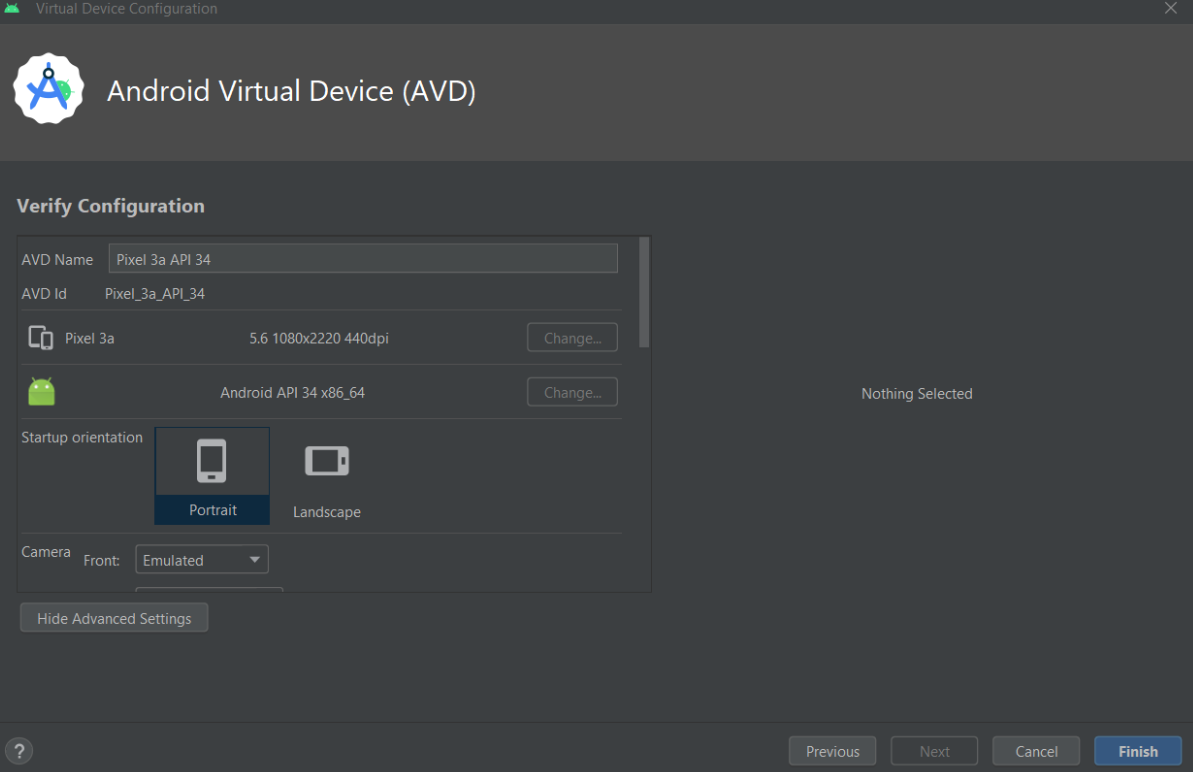 Virtual Device Configuration
Android Virtual Device (AVD)
Verify Configuration
AVD Name Pixel 3a API 34
AVD Id Pixel_3a_API_34
Pixel 3a 5.6 1080x2220 440dpi Change...
Android API 34 x86_64 Change...
Nothing Selected
Startup orientation
Portrait
Landscape
Camera Front: Emulated
Hide Advanced Settings
? Previous Next Cancel Finish